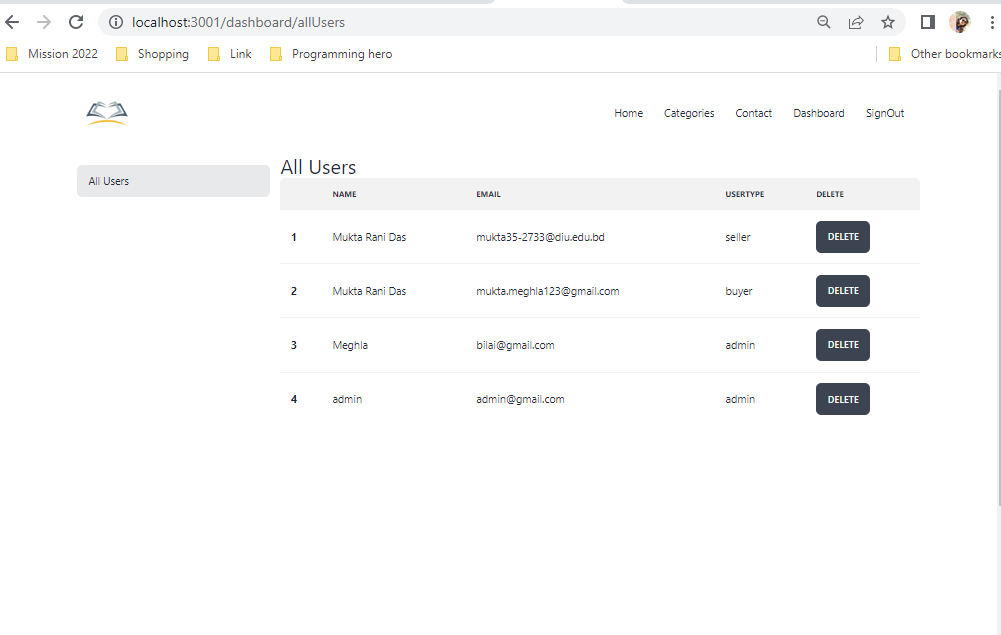 localhost:3001/dashboard/allUsers
Mission 2022 Shopping Link Programming hero Other bookmarks
Home Categories Contact Dashboard SignOut
All Users
All Users
NAME EMAIL USERTYPE DELETE
1 Mukta Rani Das mukta35-2733@diu.edu.bd seller DELETE
2 Mukta Rani Das mukta.meghla123@gmail.com buyer DELETE
3 Meghla bilai@gmail.com admin DELETE
4 admin admin@gmail.com admin DELETE